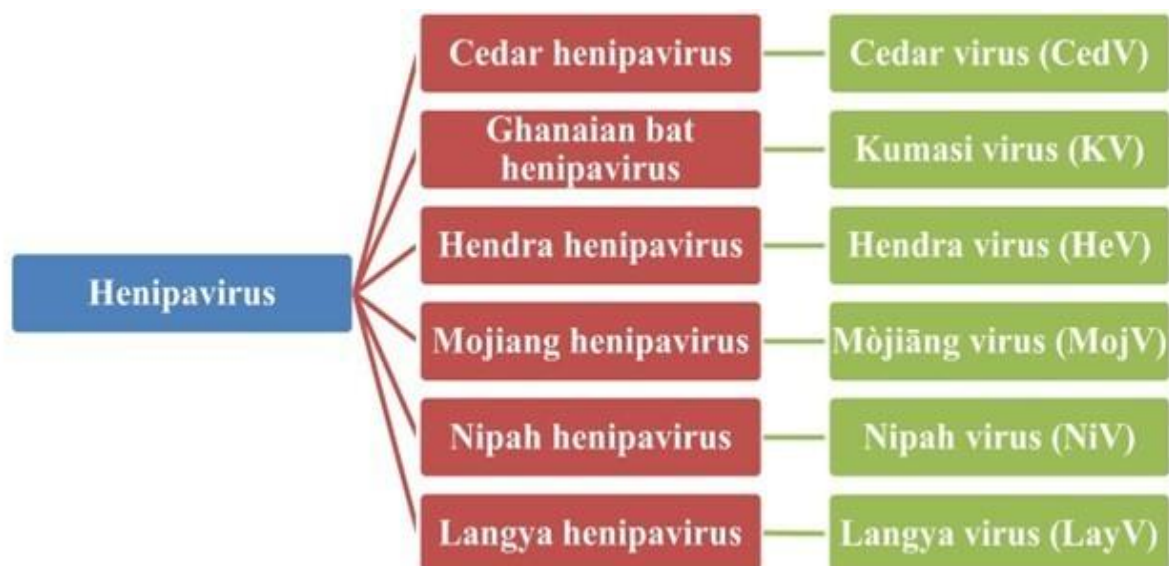 Henipavirus
Cedar henipavirus
Cedar virus (CedV)
Ghanaian bat
henipavirus
Kumasi virus (KV)
Hendra henipavirus
Hendra virus (HeV)
Mojiang henipavirus
Mòjiāng virus (MojV)
Nipah henipavirus
Nipah virus (NiV)
Langya henipavirus
Langya virus (LayV)